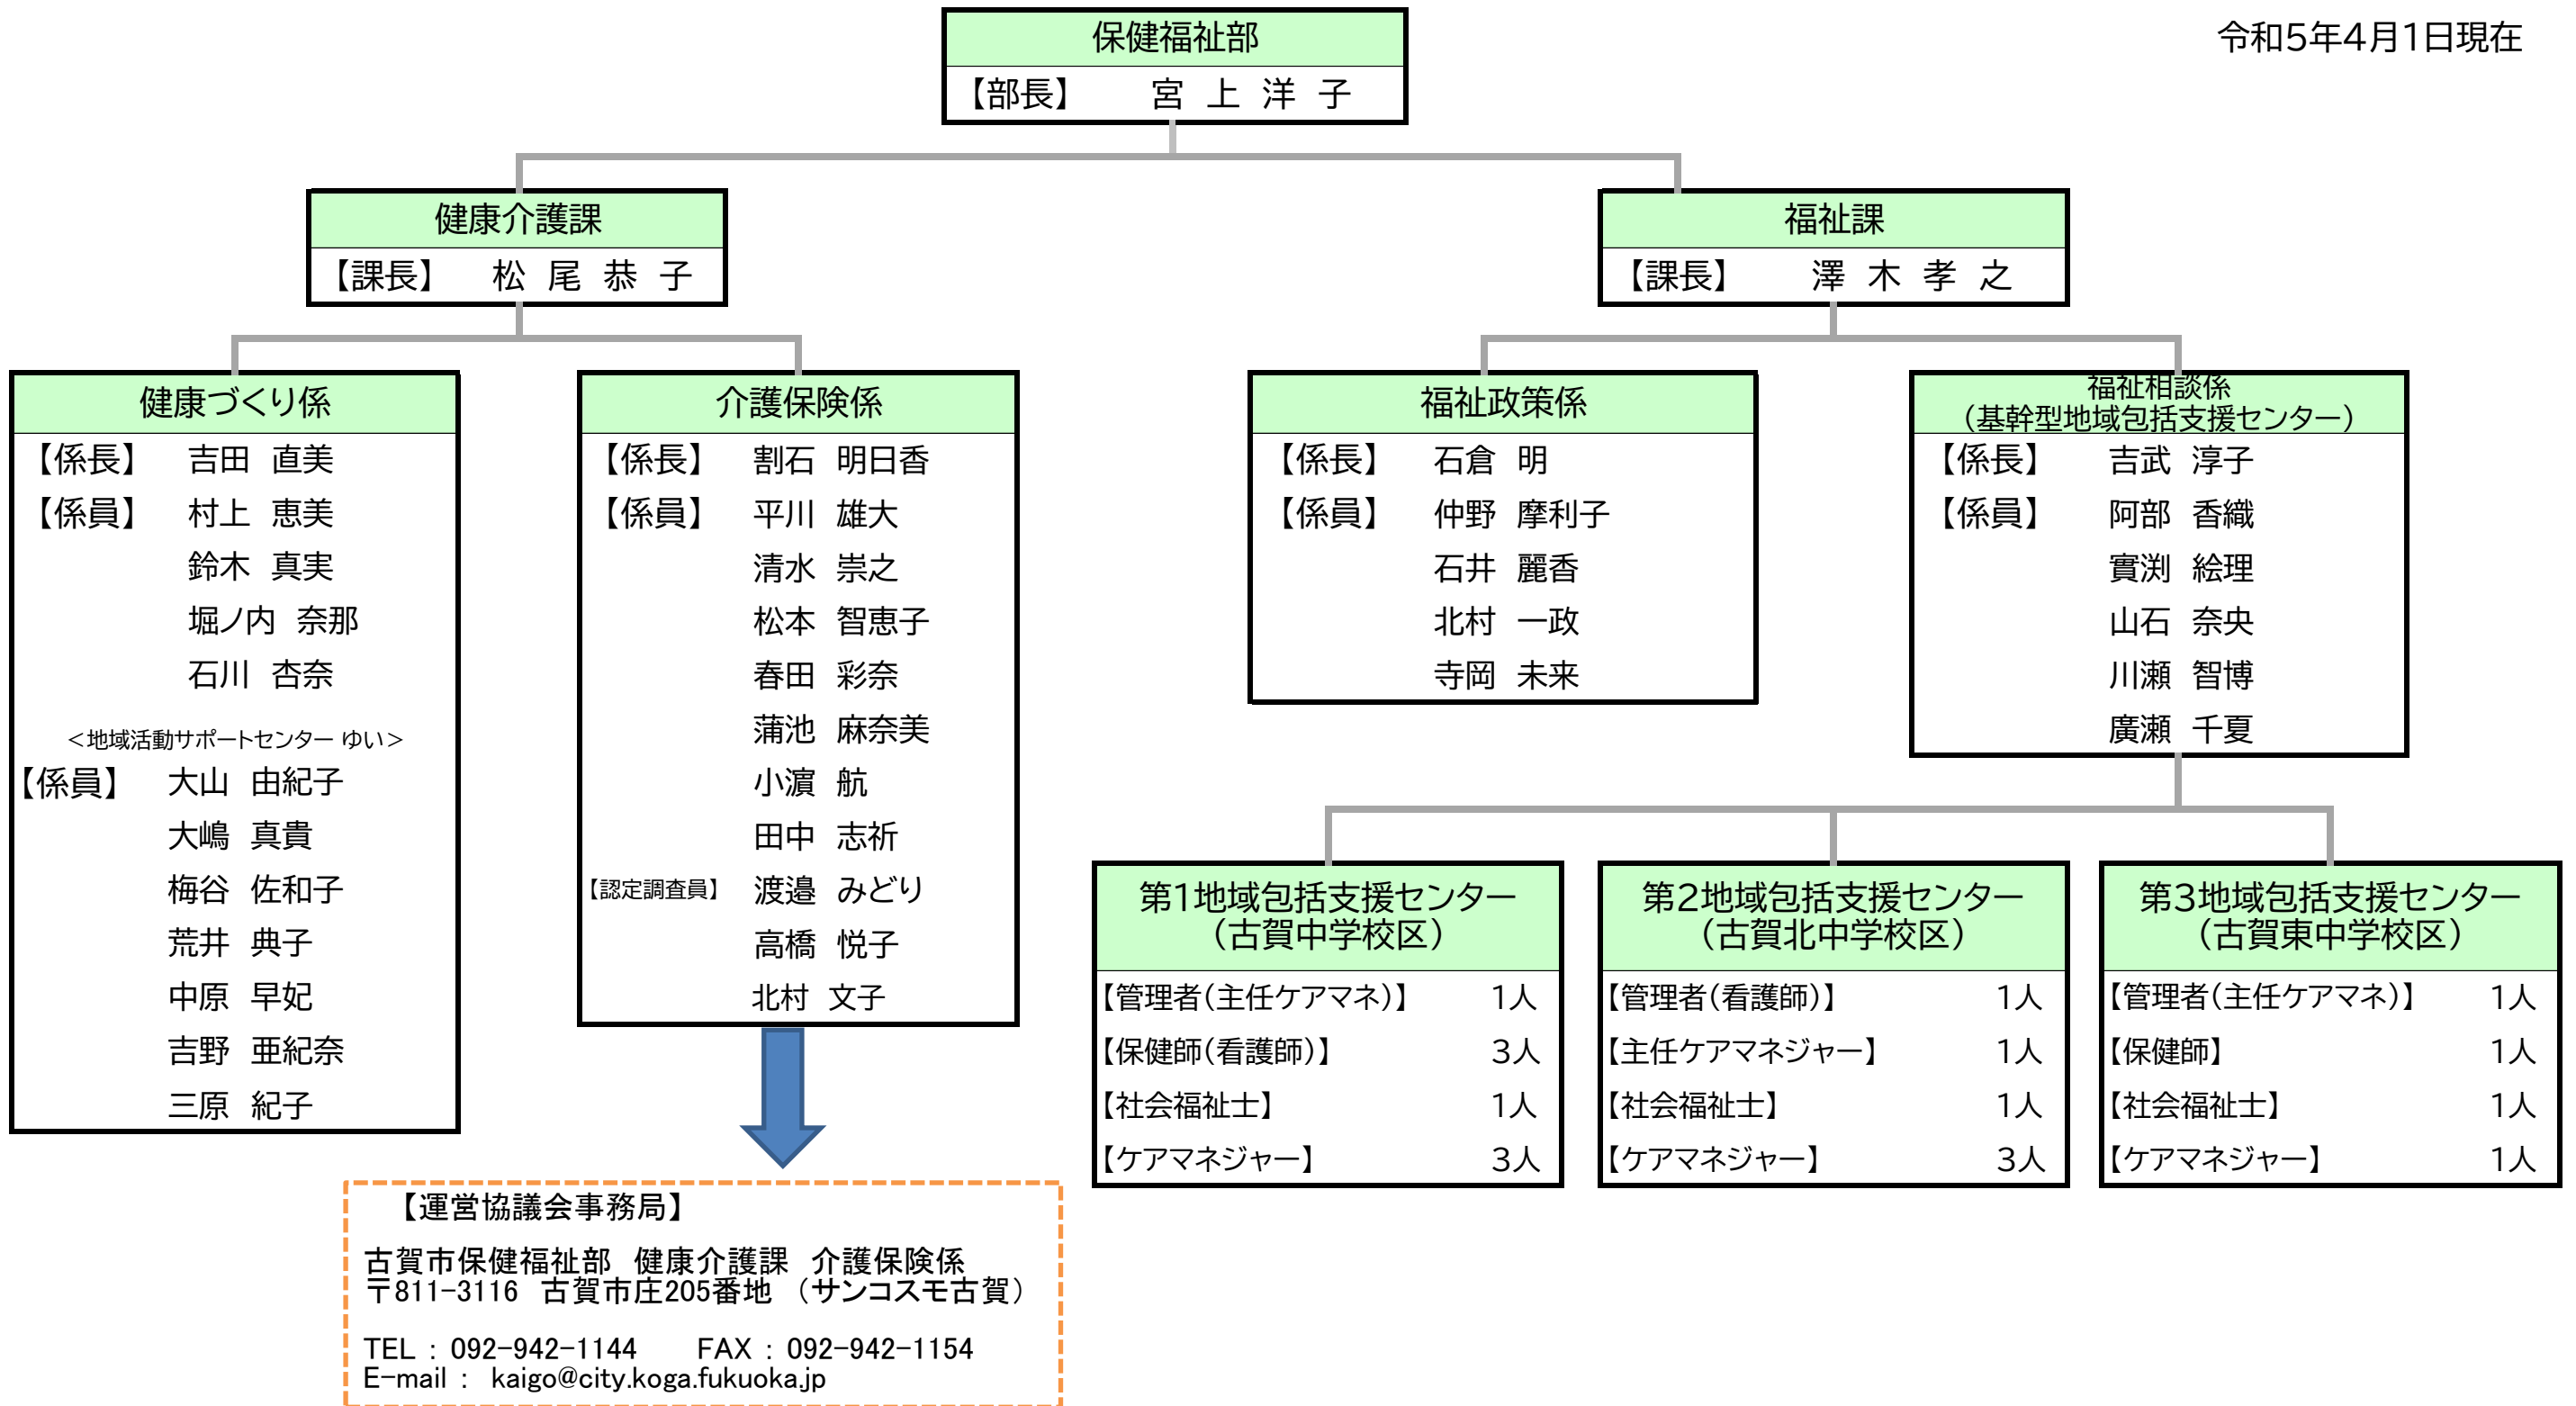 令和5年4月1日現在
保健福祉部
【部長】 宮 上 洋 子
健康介護課
【課長】 松 尾 恭 子
福祉課
【課長】 澤 木 孝 之
健康づくり係
【係長】 吉田 直美
【係員】 村上 恵美
鈴木 真実
堀ノ内 奈那
石川 杏奈
＜地域活動サポートセンター ゆい＞
【係員】 大山 由紀子
大嶋 真貴
梅谷 佐和子
荒井 典子
中原 早妃
吉野 亜紀奈
三原 紀子
介護保険係
【係長】 割石 明日香
【係員】 平川 雄大
清水 崇之
松本 智恵子
春田 彩奈
蒲池 麻奈美
小濵 航
田中 志祈
【認定調査員】 渡邉 みどり
高橋 悦子
北村 文子
福祉政策係
【係長】 石倉 明
【係員】 仲野 摩利子
石井 麗香
北村 一政
寺岡 未来
福祉相談係
（基幹型地域包括支援センター）
【係長】 吉武 淳子
【係員】 阿部 香織
實渕 絵理
山石 奈央
川瀬 智博
廣瀬 千夏
第1地域包括支援センター
（古賀中学校区）
【管理者（主任ケアマネ）】 1人
【保健師（看護師）】 3人
【社会福祉士】 1人
【ケアマネジャー】 3人
第2地域包括支援センター
（古賀北中学校区）
【管理者（看護師）】 1人
【主任ケアマネジャー】 1人
【社会福祉士】 1人
【ケアマネジャー】 3人
第3地域包括支援センター
（古賀東中学校区）
【管理者（主任ケアマネ）】 1人
【保健師】 1人
【社会福祉士】 1人
【ケアマネジャー】 1人
【運営協議会事務局】
古賀市保健福祉部 健康介護課 介護保険係
〒811-3116 古賀市庄205番地 （サンコスモ古賀）
TEL：092-942-1144 FAX：092-942-1154
E-mail： kaigo@city.koga.fukuoka.jp